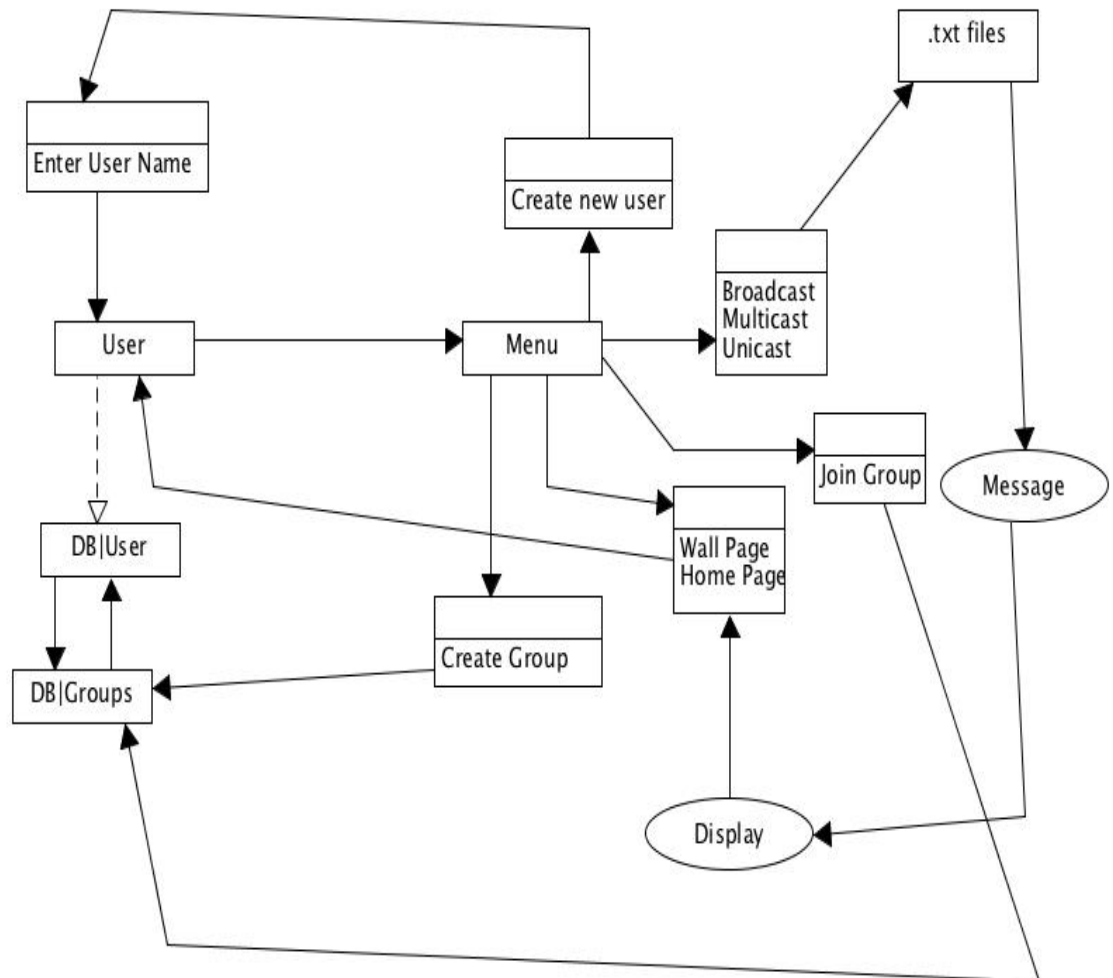 .txt files
Enter User Name
Create new user
Broadcast
Multicast
Unicast
User
Menu
Join Group
Message
Wall Page
Home Page
DB|User
Create Group
DB|Groups
Display